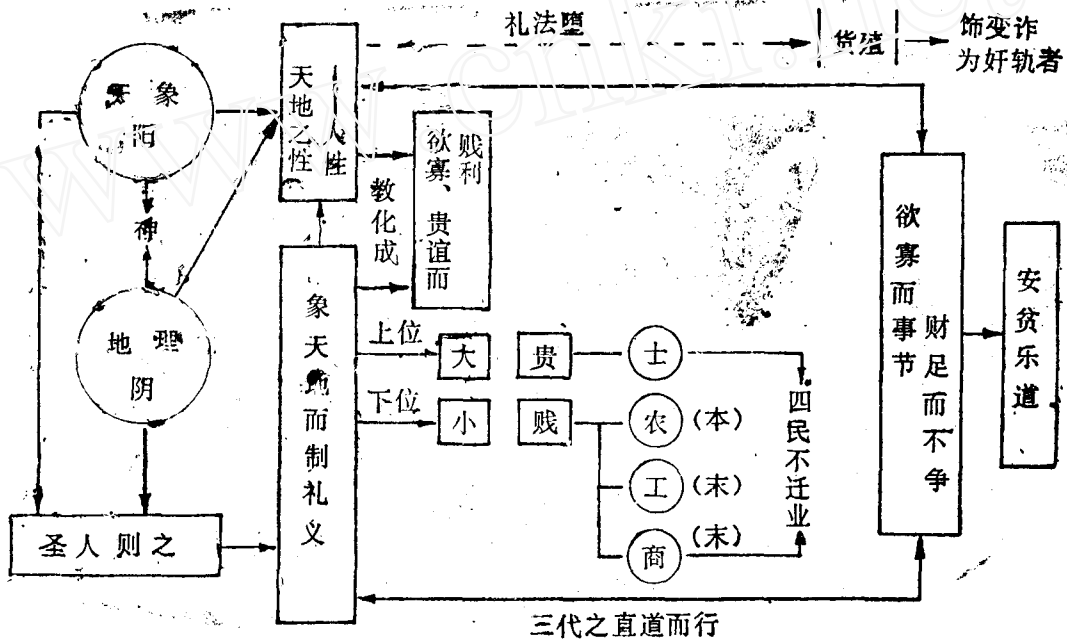 礼法堕
货殖
饰变诈
为奸轨者
天象
阳
神
地理
阴
圣人则之
天地之性
—人性
象天地而制礼义
教化成
贱利
欲寡、贵谊而
上位
大
贵
士
下位
小
贱
农
(本)
工
(末)
商
(末)
四民不迁业
欲寡而事节
财足而不争
安贫乐道
三代之直道而行
www.cnki.net